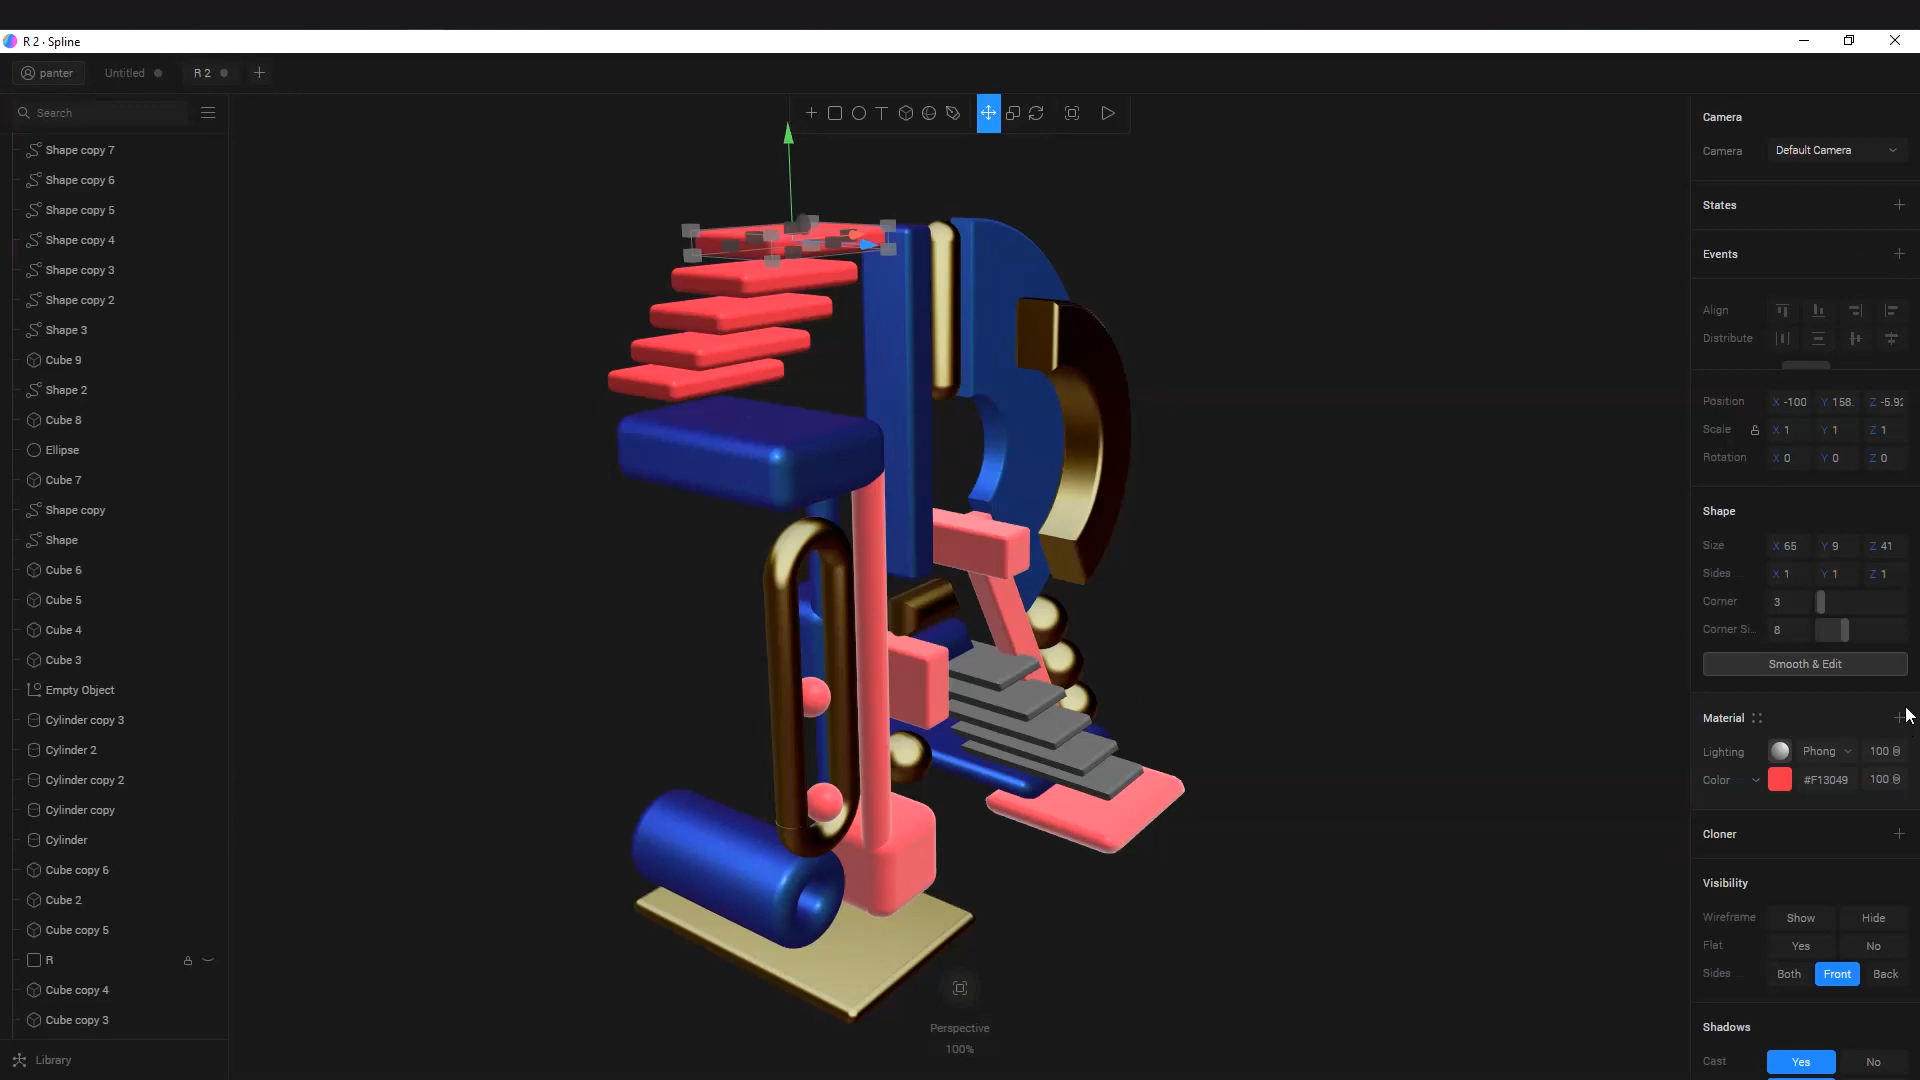 R 2 - Spline
panter
Untitled
R 2
Search
Shape copy 7
Shape copy 6
Shape copy 5
Shape copy 4
Shape copy 3
Shape copy 2
Shape 3
Cube 9
Shape 2
Cube 8
Ellipse
Cube 7
Shape copy
Shape
Cube 6
Cube 5
Cube 4
Cube 3
Empty Object
Cylinder copy 3
Cylinder 2
Cylinder copy 2
Cylinder copy
Cylinder
Cube copy 6
Cube 2
Cube copy 5
R
Cube copy 4
Cube copy 3
Library
Perspective
100%
Camera
Camera Default Camera
States
Events
Align
Distribute
Position X -100 Y 158. Z -5.92
Scale X 1 Y 1 Z 1
Rotation X 0 Y 0 Z 0
Shape
Size X 65 Y 9 Z 41
Sides X 1 Y 1 Z 1
Corner 3
Corner Si... 8
Smooth & Edit
Material
Lighting Phong 100
Color #F13049 100
Cloner
Visibility
Wireframe Show Hide
Flat Yes No
Sides Both Front Back
Shadows
Cast Yes No